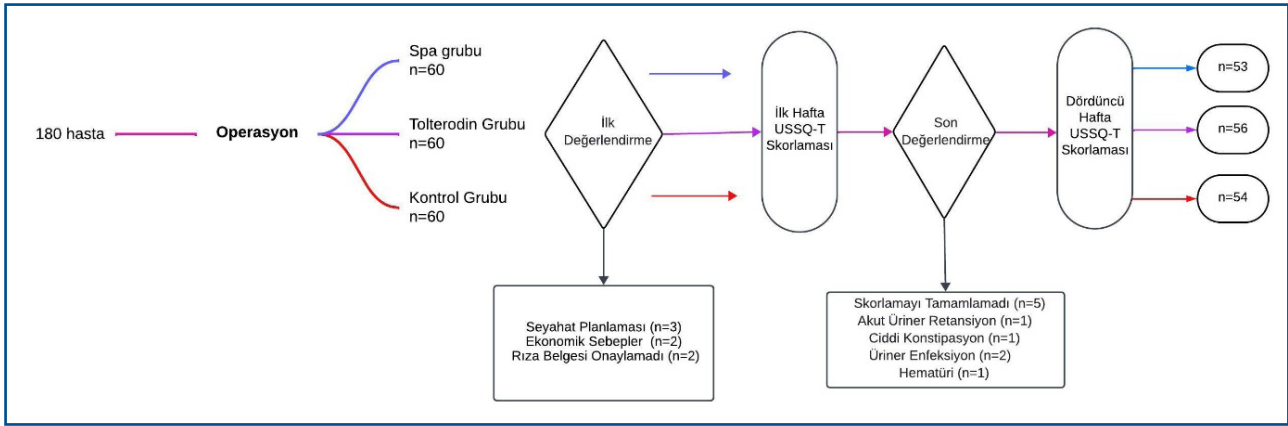 180 hasta
Operasyon
Spa grubu
n=60
Tolterodin Grubu
n=60
Kontrol Grubu
n=60
İlk
Değerlendirme
Seyahat Planlaması (n=3)
Ekonomik Sebepler (n=2)
Rıza Belgesi Onaylamadı (n=2)
İlk Hafta
USSQ-T
Skorlaması
Son
Değerlendirme
Skorlamayı Tamamlamadı (n=5)
Akut Üriner Retansiyon (n=1)
Ciddi Konstipasyon (n=1)
Üriner Enfeksiyon (n=2)
Hematüri (n=1)
Dördüncü
Hafta
USSQ-T
Skorlaması
n=53
n=56
n=54